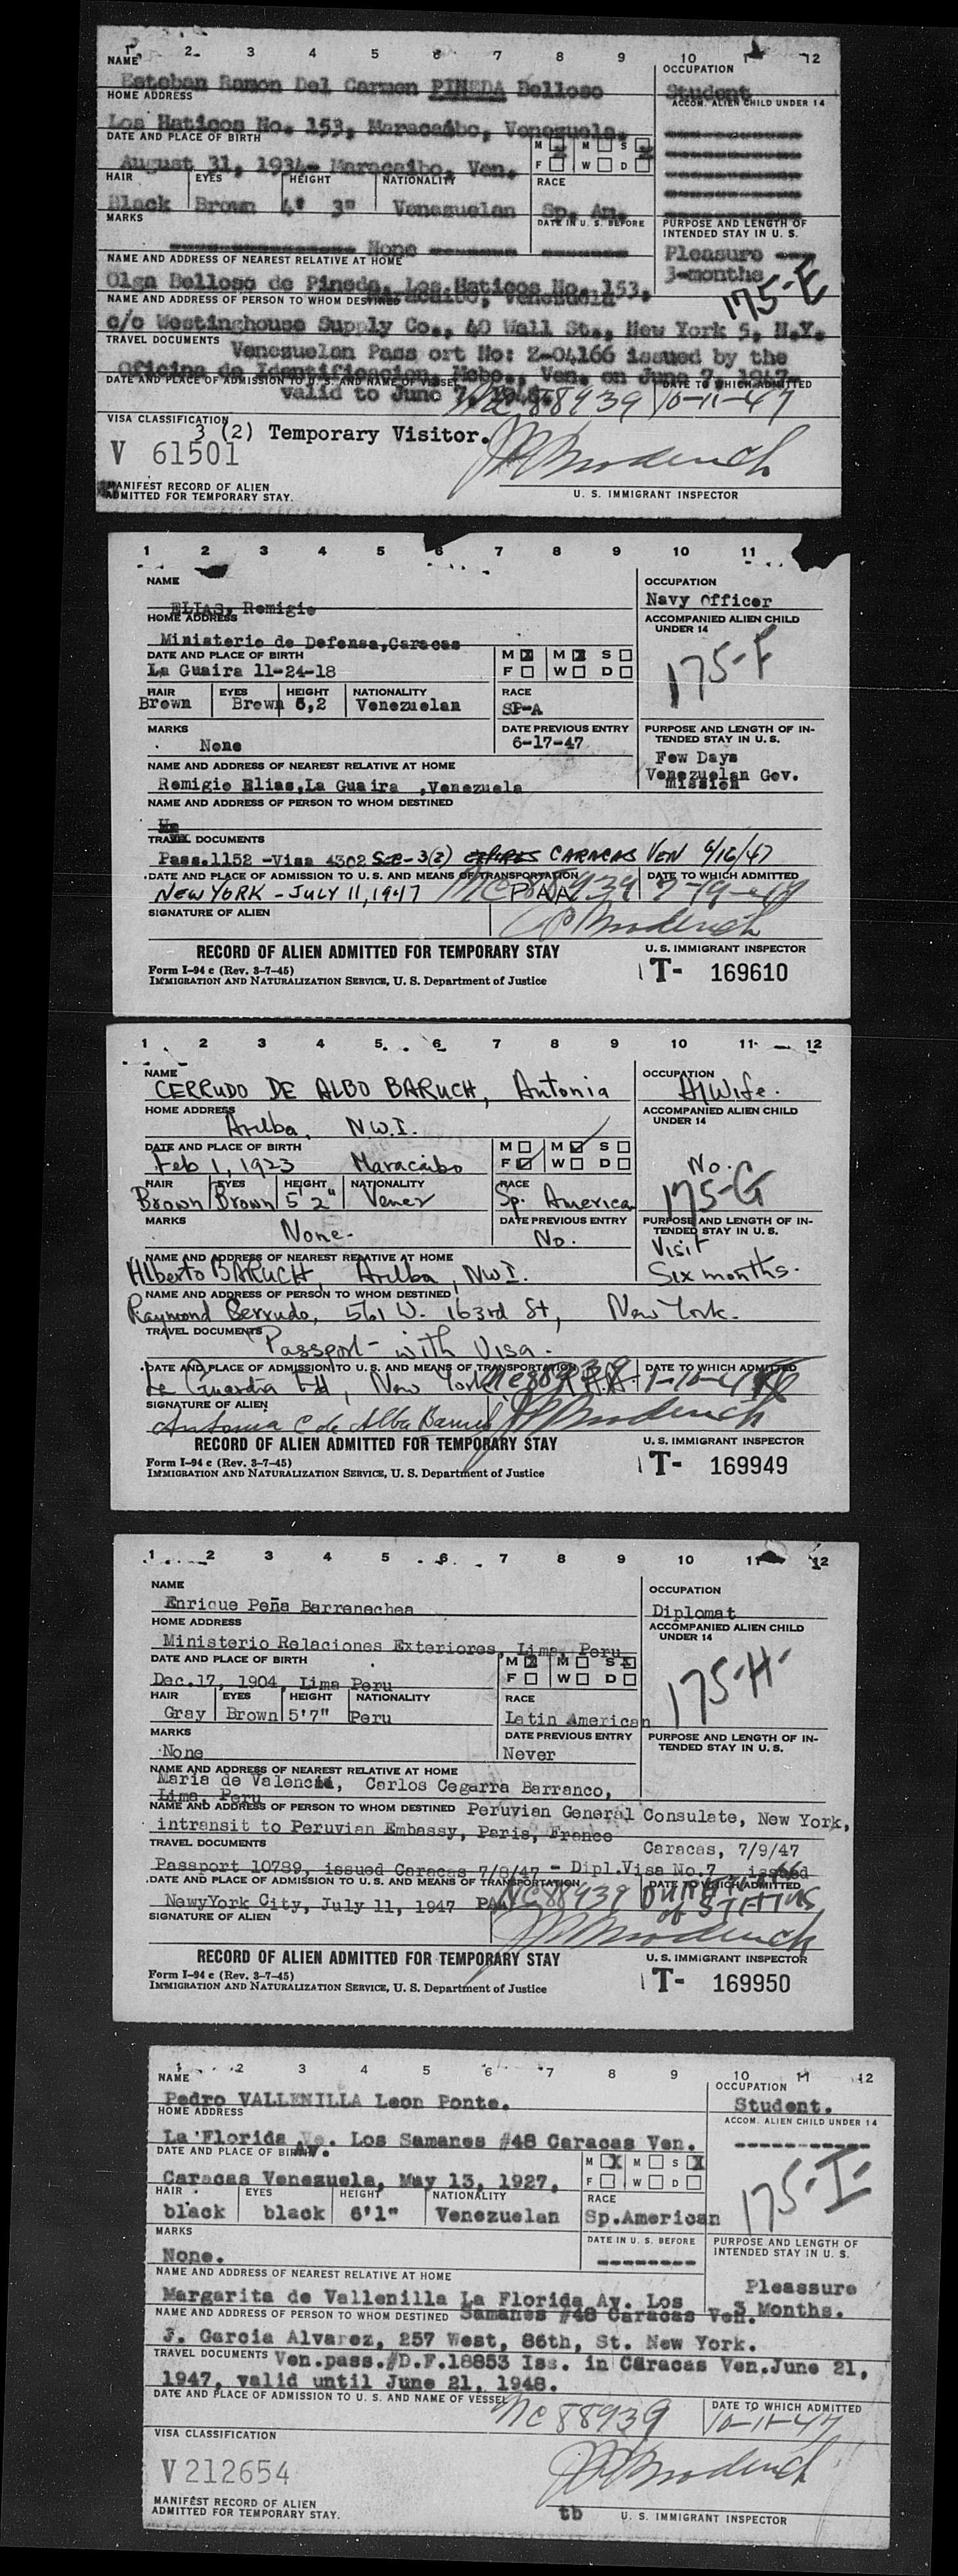 1 2 3 4 5 6 7 8 9 10 1 12
NAME OCCUPATION
Esteban Ramon Del Carmen PINEDA Belloso Student
HOME ADDRESS ACCOM. ALIEN CHILD UNDER 14
Los Haticos No. 153, Maracaibo, Venezuela.
DATE AND PLACE OF BIRTH M M S
August 31, 1934- Maracaibo, Ven. F W D
HAIR EYES HEIGHT NATIONALITY RACE
Black Brown 4' 3" Venezuelan Sp. Am.
MARKS DATE IN U. S. BEFORE PURPOSE AND LENGTH OF
INTENDED STAY IN U. S.
None Pleasure
NAME AND ADDRESS OF NEAREST RELATIVE AT HOME 3-months
Olga Belloso de Pineda, Los Haticos No. 153, 175-E
NAME AND ADDRESS OF PERSON TO WHOM DESTINED Venezuela
c/o Westinghouse Supply Co., 40 Wall St., New York 5, N.Y.
TRAVEL DOCUMENTS Venezuelan Pass ort No: Z-04166 issued by the
Oficina de Identificacion, Mcbo., Ven. on June 7, 1947.
DATE AND PLACE OF ADMISSION TO U. S. AND NAME OF VESSEL DATE TO WHICH ADMITTED
valid to June 7, NC 88939 10-11-47
VISA CLASSIFICATION
3 (2) Temporary Visitor.
V 61501
MANIFEST RECORD OF ALIEN
ADMITTED FOR TEMPORARY STAY. U. S. IMMIGRANT INSPECTOR
1 2 3 4 5 6 7 8 9 10 11
NAME OCCUPATION
ELIAS, Remigio Navy Officer
HOME ADDRESS ACCOMPANIED ALIEN CHILD
UNDER 14
Ministerio de Defensa,Caracas
DATE AND PLACE OF BIRTH M M S 175-F
La Guaira 11-24-18 F W D
HAIR EYES HEIGHT NATIONALITY RACE
Brown Brown 5,2 Venezuelan SP-A
MARKS DATE PREVIOUS ENTRY PURPOSE AND LENGTH OF IN-
TENDED STAY IN U. S.
None 6-17-47 Few Days
NAME AND ADDRESS OF NEAREST RELATIVE AT HOME Venezuelan Gov.
Remigio Elias,La Guaira ,Venezuela mission
NAME AND ADDRESS OF PERSON TO WHOM DESTINED
TRAVEL DOCUMENTS
Pass.1152 -Visa 4302 SEC-3(2) EXPIRES CARACAS VEN 6/16/47
DATE AND PLACE OF ADMISSION TO U. S. AND MEANS OF TRANSPORTATION DATE TO WHICH ADMITTED
NEW YORK - JULY 11, 1947 NC 88939 PAA
SIGNATURE OF ALIEN
RECORD OF ALIEN ADMITTED FOR TEMPORARY STAY U. S. IMMIGRANT INSPECTOR
Form I-94 c (Rev. 3-7-45) T- 169610
IMMIGRATION AND NATURALIZATION SERVICE, U. S. Department of Justice
1 2 3 4 5 6 7 8 9 10 11 12
NAME OCCUPATION
CERRUDO DE ALBO BARUCH, Antonia H/Wife.
HOME ADDRESS ACCOMPANIED ALIEN CHILD
UNDER 14
Aruba, N.W.I.
DATE AND PLACE OF BIRTH M M S
Feb 1, 1923 Maracaibo F W D No.
HAIR EYES HEIGHT NATIONALITY RACE 175-G
Brown Brown 5' 2" Venez Sp. America
MARKS DATE PREVIOUS ENTRY PURPOSE AND LENGTH OF IN-
TENDED STAY IN U. S.
None. No. Visit
NAME AND ADDRESS OF NEAREST RELATIVE AT HOME
Alberto BARUCH, Aruba, NWI. Six months.
NAME AND ADDRESS OF PERSON TO WHOM DESTINED
Raymond Cerrudo, 561 W. 163rd St, New York.
TRAVEL DOCUMENTS
Passport- with Visa.
DATE AND PLACE OF ADMISSION TO U. S. AND MEANS OF TRANSPORTATION DATE TO WHICH ADMITTED
La Guardia Fld, New York
SIGNATURE OF ALIEN
Antonia C de Alba Baruch
RECORD OF ALIEN ADMITTED FOR TEMPORARY STAY U. S. IMMIGRANT INSPECTOR
Form I-94 c (Rev. 3-7-45) T- 169949
IMMIGRATION AND NATURALIZATION SERVICE, U. S. Department of Justice
1 2 3 4 5 6 7 8 9 10 11 12
NAME OCCUPATION
Enrique Peña Barrenechea Diplomat
HOME ADDRESS ACCOMPANIED ALIEN CHILD
UNDER 14
Ministerio Relaciones Exteriores, Lima, Peru
DATE AND PLACE OF BIRTH M M S 175-H-
Dec.17, 1904, Lima Peru F W D
HAIR EYES HEIGHT NATIONALITY RACE
Gray Brown 5'7" Peru Latin American
MARKS DATE PREVIOUS ENTRY PURPOSE AND LENGTH OF IN-
TENDED STAY IN U. S.
None Never
NAME AND ADDRESS OF NEAREST RELATIVE AT HOME
Maria de Valencia, Carlos Cegarra Barranco,
Lima, Peru
NAME AND ADDRESS OF PERSON TO WHOM DESTINED Peruvian General Consulate, New York,
intransit to Peruvian Embassy, Paris, France
TRAVEL DOCUMENTS Caracas, 7/9/47
Passport 10789, issued Caracas 7/8/47 - Dipl.Visa No.7 issued
DATE AND PLACE OF ADMISSION TO U. S. AND MEANS OF TRANSPORTATION DATE TO WHICH ADMITTED
NewyYork City, July 11, 1947 PAA NC 88939 DURATION of STATUS
SIGNATURE OF ALIEN
RECORD OF ALIEN ADMITTED FOR TEMPORARY STAY U. S. IMMIGRANT INSPECTOR
Form I-94 c (Rev. 3-7-45) T- 169950
IMMIGRATION AND NATURALIZATION SERVICE, U. S. Department of Justice
1 2 3 4 5 6 7 8 9 10 11 12
NAME OCCUPATION
Pedro VALLENILLA Leon Ponte. Student.
HOME ADDRESS ACCOM. ALIEN CHILD UNDER 14
La Florida Av. Los Samanes #48 Caracas Ven.
DATE AND PLACE OF BIRTH M M S
Caracas Venezuela, May 13, 1927. F W D 175-I-
HAIR EYES HEIGHT NATIONALITY RACE
black black 6'1" Venezuelan Sp.American
MARKS DATE IN U. S. BEFORE PURPOSE AND LENGTH OF
INTENDED STAY IN U. S.
None.
NAME AND ADDRESS OF NEAREST RELATIVE AT HOME Pleassure
Margarita de Vallenilla La Florida Av. Los 3 Months.
NAME AND ADDRESS OF PERSON TO WHOM DESTINED Samanes #48 Caracas Ven.
J. Garcia Alvarez, 257 West, 86th, St. New York.
TRAVEL DOCUMENTS Ven.pass.#D.F.18853 Iss. in Caracas Ven.June 21,
1947, valid until June 21, 1948.
DATE AND PLACE OF ADMISSION TO U. S. AND NAME OF VESSEL DATE TO WHICH ADMITTED
NC 88939 10-11-47
VISA CLASSIFICATION
V 212654
MANIFEST RECORD OF ALIEN
ADMITTED FOR TEMPORARY STAY. tb U. S. IMMIGRANT INSPECTOR